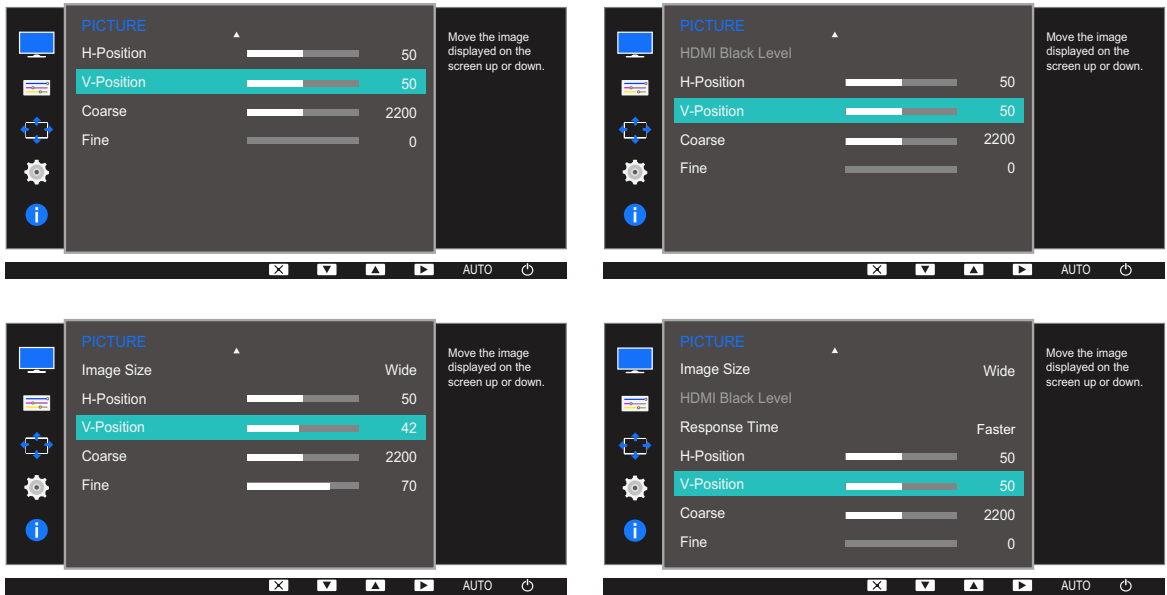 PICTURE
H-Position 50
V-Position 50
Coarse 2200
Fine 0
Move the image
displayed on the
screen up or down.
AUTO
PICTURE
HDMI Black Level
H-Position 50
V-Position 50
Coarse 2200
Fine 0
Move the image
displayed on the
screen up or down.
AUTO
PICTURE
Image Size Wide
H-Position 50
V-Position 42
Coarse 2200
Fine 70
Move the image
displayed on the
screen up or down.
AUTO
PICTURE
Image Size Wide
HDMI Black Level
Response Time Faster
H-Position 50
V-Position 50
Coarse 2200
Fine 0
Move the image
displayed on the
screen up or down.
AUTO